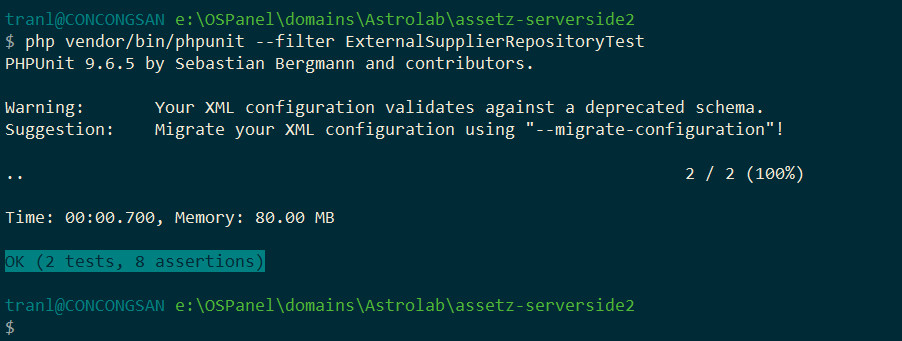 tranl@CONCONGSAN e:\OSPanel\domains\Astrolab\assetz-serverside2
$ php vendor/bin/phpunit --filter ExternalSupplierRepositoryTest
PHPUnit 9.6.5 by Sebastian Bergmann and contributors.
Warning:       Your XML configuration validates against a deprecated schema.
Suggestion:    Migrate your XML configuration using "--migrate-configuration"!
..                                                                  2 / 2 (100%)
Time: 00:00.700, Memory: 80.00 MB
OK (2 tests, 8 assertions)
tranl@CONCONGSAN e:\OSPanel\domains\Astrolab\assetz-serverside2
$